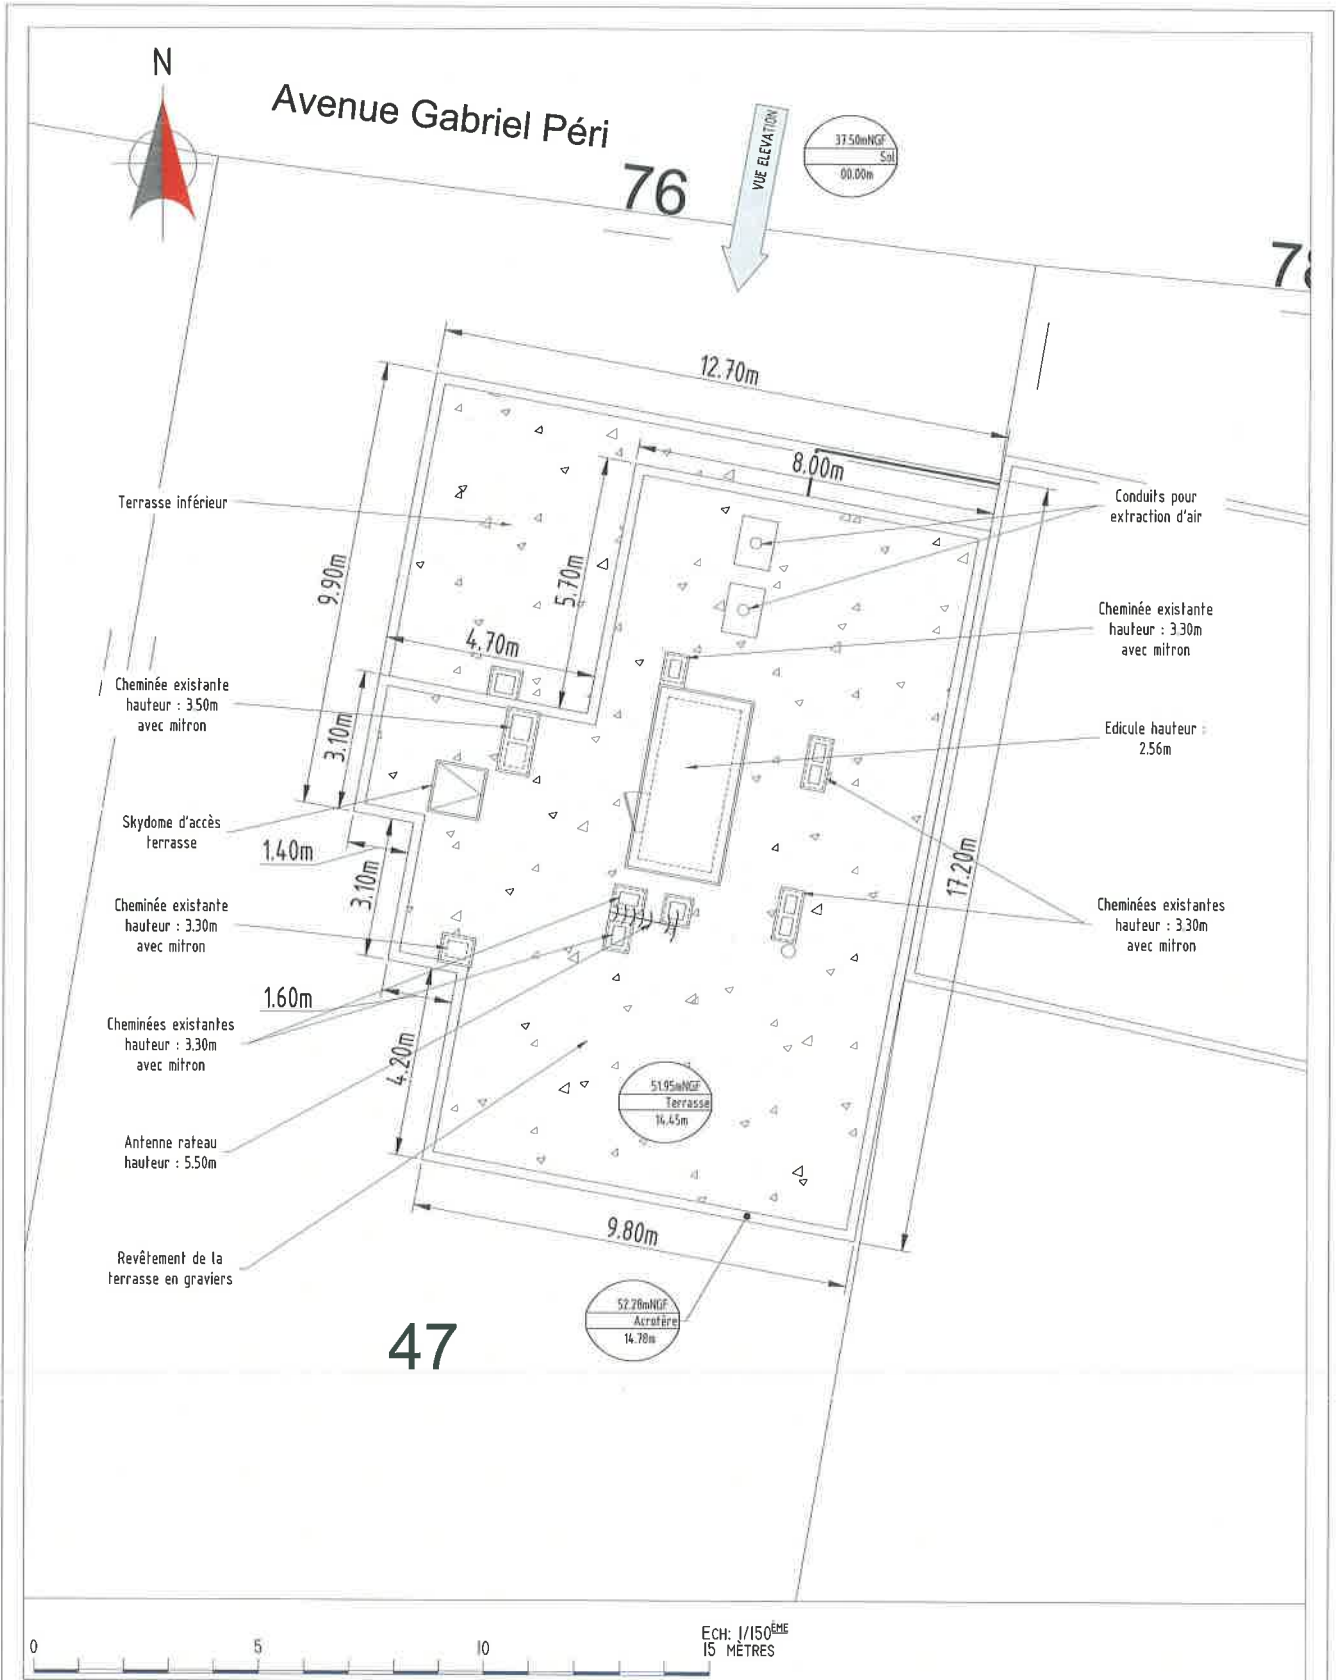 N
Avenue Gabriel Péri
VUE ELEVATION
37.50mNGF
Sol
00.00m
76
78
12.70m
8.00m
Terrasse inférieur
Conduits pour
extraction d'air
9.90m
5.70m
4.70m
Cheminée existante
hauteur : 3.30m
avec mitron
Cheminée existante
hauteur : 3.50m
avec mitron
3.10m
Edicule hauteur :
2.56m
Skydome d'accès
terrasse
1.40m
3.10m
17.20m
Cheminée existante
hauteur : 3.30m
avec mitron
Cheminées existantes
hauteur : 3.30m
avec mitron
1.60m
Cheminées existantes
hauteur : 3.30m
avec mitron
4.20m
51.95mNGF
Terrasse
14.45m
Antenne rateau
hauteur : 5.50m
9.80m
Revêtement de la
terrasse en graviers
52.28mNGF
Acrotère
14.78m
47
0 5 10
ECH: 1/150ÈME
15 MÈTRES